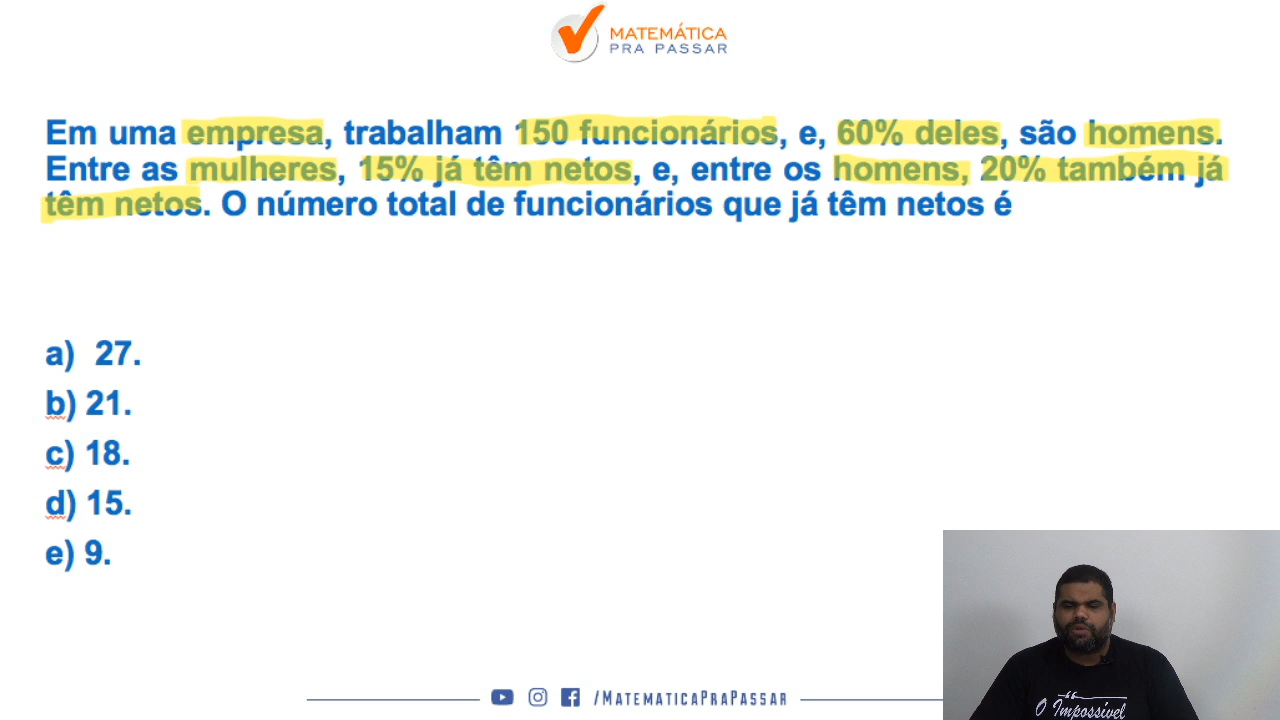 MATEMÁTICA
PRA PASSAR
Em uma empresa, trabalham 150 funcionários, e, 60% deles, são homens.
Entre as mulheres, 15% já têm netos, e, entre os homens, 20% também já
têm netos. O número total de funcionários que já têm netos é
a) 27.
b) 21.
c) 18.
d) 15.
e) 9.
O Impossível
/MATEMATICAPRAPASSAR